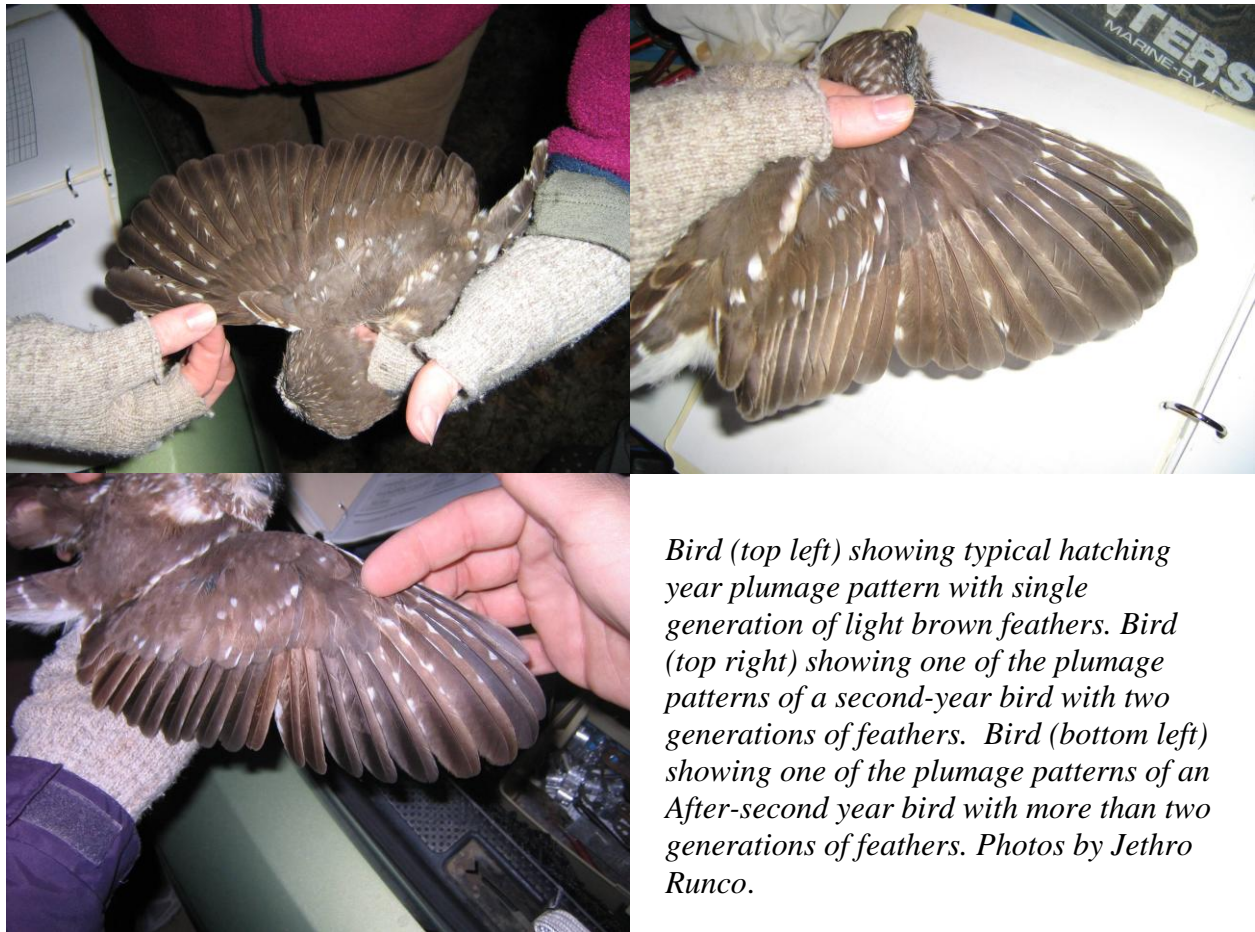 NTERS
MARINE-RV
Bird (top left) showing typical hatching
year plumage pattern with single
generation of light brown feathers. Bird
(top right) showing one of the plumage
patterns of a second-year bird with two
generations of feathers.  Bird (bottom left)
showing one of the plumage patterns of an
After-second year bird with more than two
generations of feathers. Photos by Jethro
Runco.